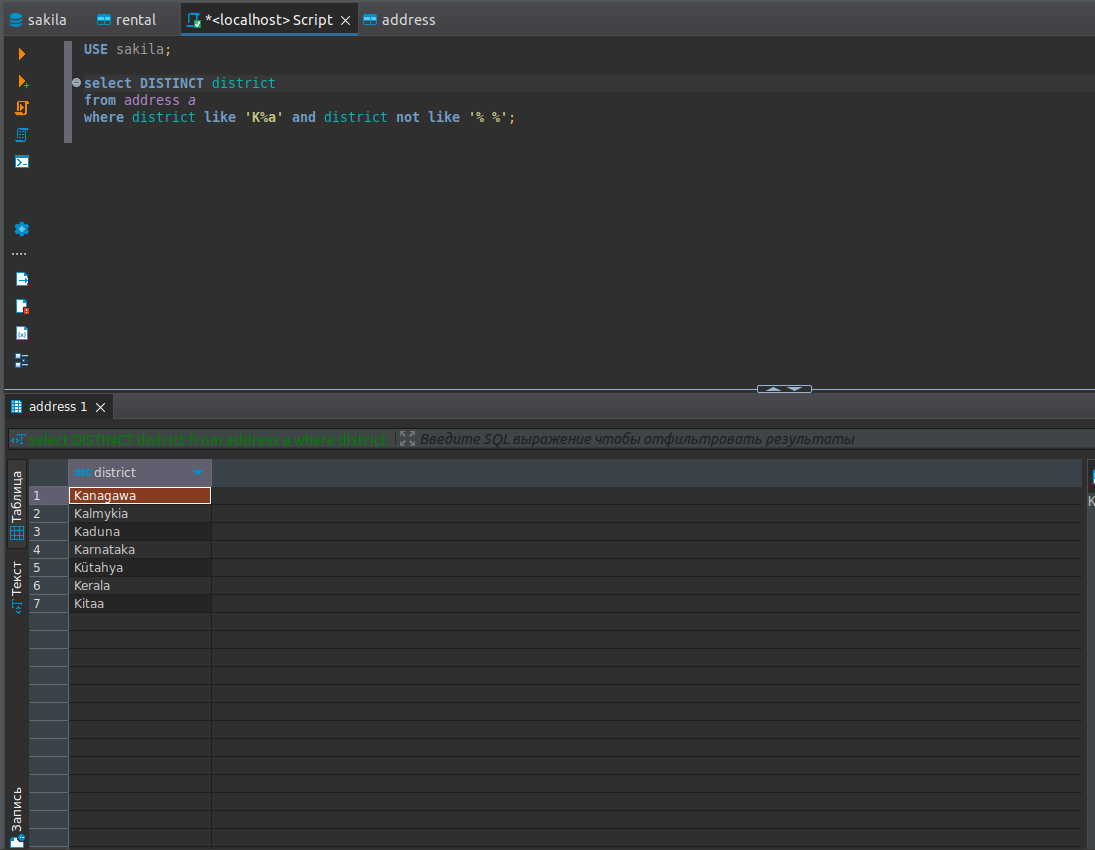 sakila rental *<localhost> Script address
USE sakila;
select DISTINCT district
from address a
where district like 'K%a' and district not like '% %';
address 1
select DISTINCT district from address a where district
Введите SQL выражение чтобы отфильтровать результаты
Таблица
Текст
Запись
district
1 Kanagawa
2 Kalmykia
3 Kaduna
4 Karnataka
5 Kütahya
6 Kerala
7 Kitaa